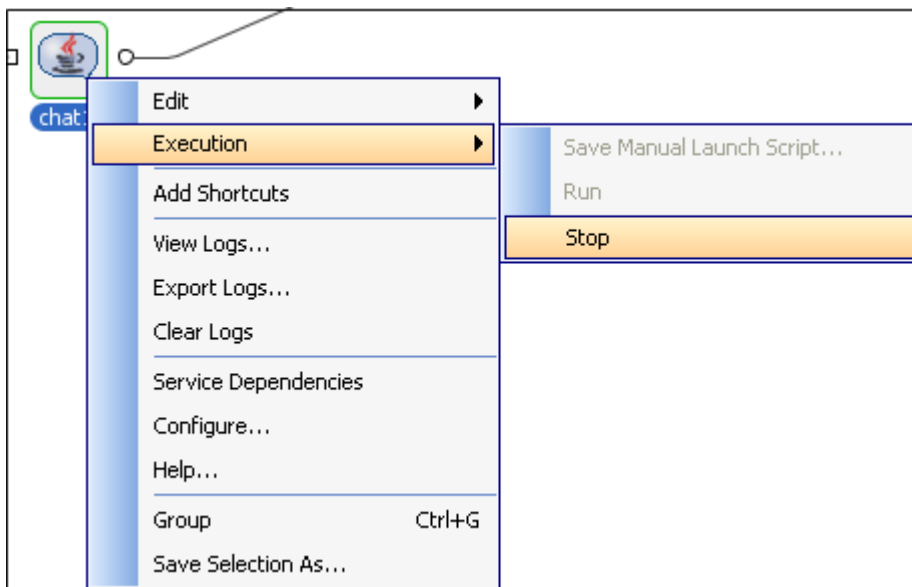 chat
Edit
Execution
Add Shortcuts
View Logs...
Export Logs...
Clear Logs
Service Dependencies
Configure...
Help...
Group Ctrl+G
Save Selection As...
Save Manual Launch Script...
Run
Stop